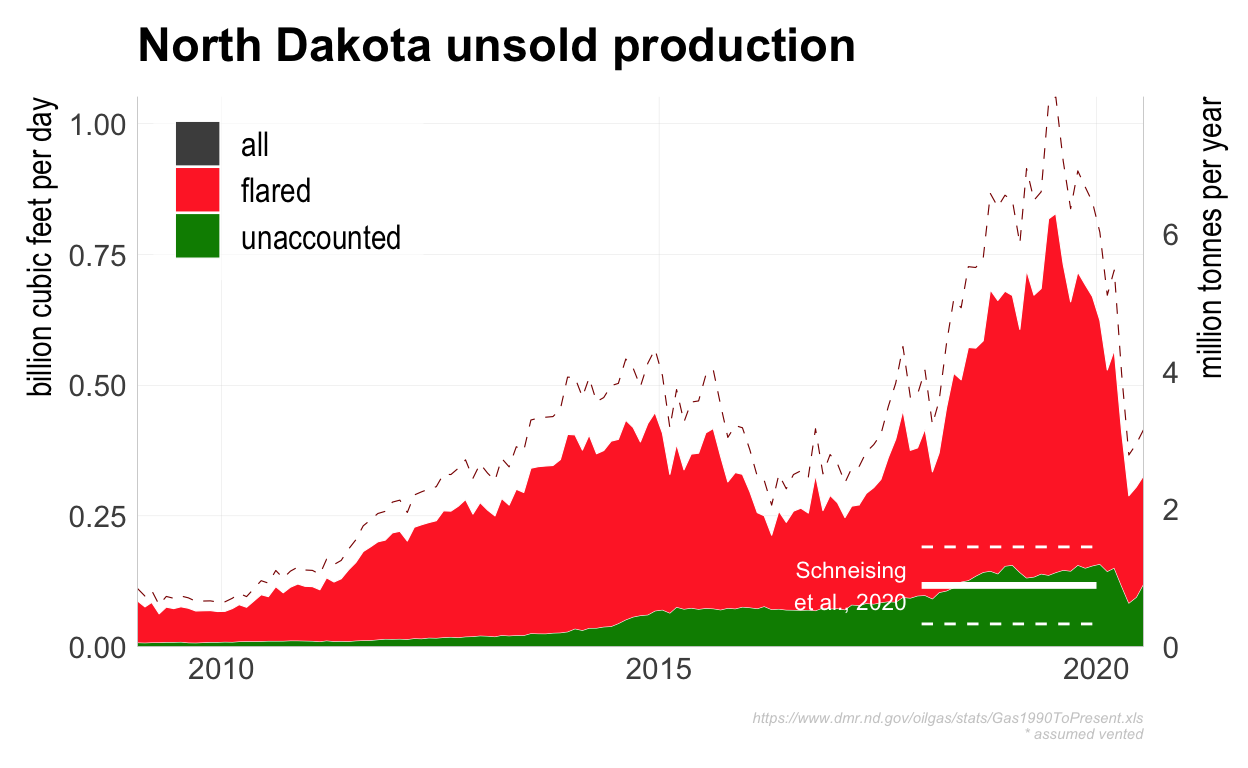 North Dakota unsold production
billion cubic feet per day
million tonnes per year
1.00
0.75
0.50
0.25
0.00
all
flared
unaccounted
6
4
2
0
Schneising
et al., 2020
2010
2015
2020
https://www.dmr.nd.gov/oilgas/stats/Gas1990ToPresent.xls
* assumed vented